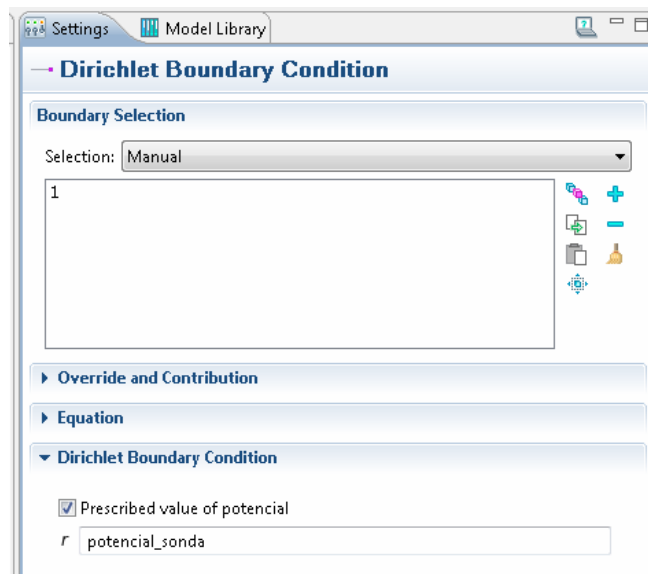 Settings Model Library
Dirichlet Boundary Condition
Boundary Selection
Selection: Manual
1
Override and Contribution
Equation
Dirichlet Boundary Condition
Prescribed value of potencial
r potencial_sonda